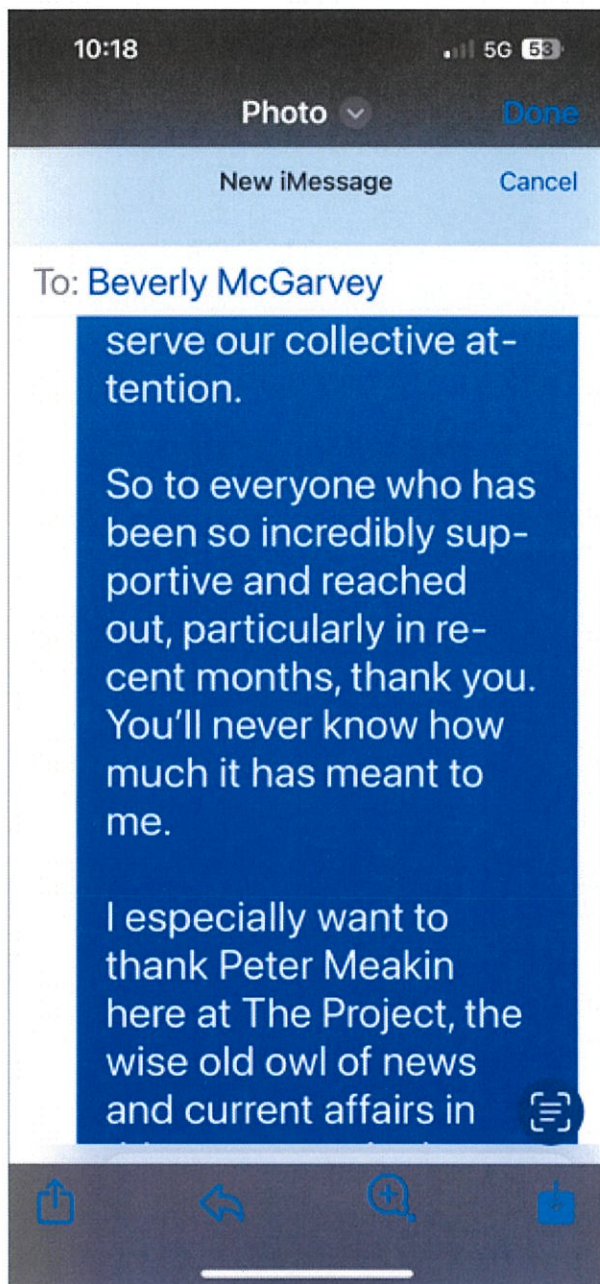 10:18
5G 53
Photo
Done
New iMessage
Cancel
To: Beverly McGarvey
serve our collective at-
tention.
So to everyone who has
been so incredibly sup-
portive and reached
out, particularly in re-
cent months, thank you.
You'll never know how
much it has meant to
me.
I especially want to
thank Peter Meakin
here at The Project, the
wise old owl of news
and current affairs in